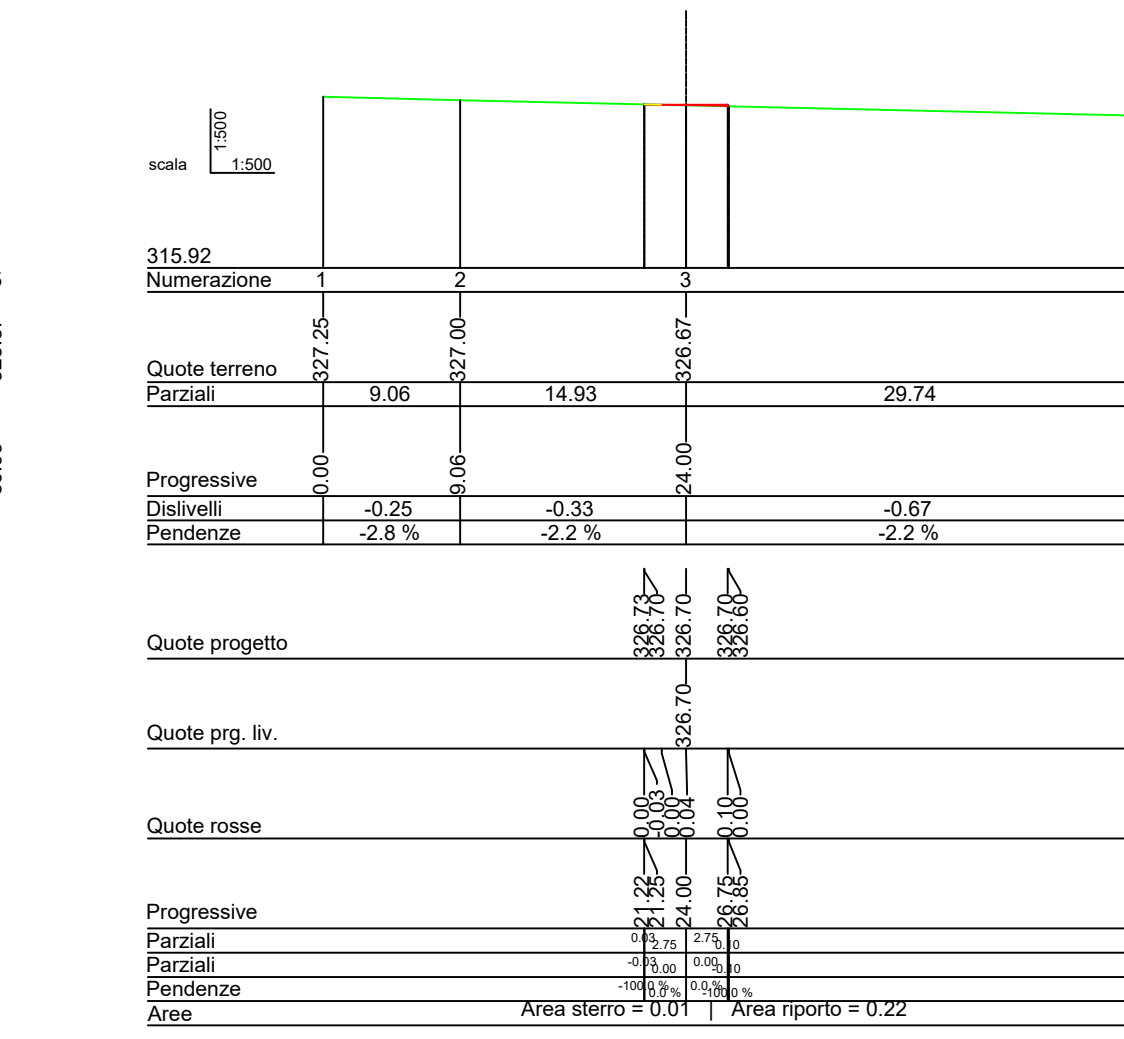 1:500
scala 1:500
315.92
Numerazione 1 2 3
Quote terreno 327.25 327.00 326.67
Parziali 9.06 14.93 29.74
Progressive 0.00 9.06 24.00
Dislivelli -0.25 -0.33 -0.67
Pendenze -2.8 % -2.2 % -2.2 %
Quote progetto 326.73 326.70 326.70 326.70 326.60
Quote prg. liv. 326.70
Quote rosse 0.00 -0.03 0.00 0.04 0.10 0.00
Progressive 21.22 21.25 24.00 26.75 26.85
Parziali 0.03 2.75 2.75 0.10
Parziali -0.03 0.00 0.00 -0.10
Pendenze -100.0 % 0.0 % 0.0 % -100.0 %
Aree Area sterro = 0.01 | Area riporto = 0.22